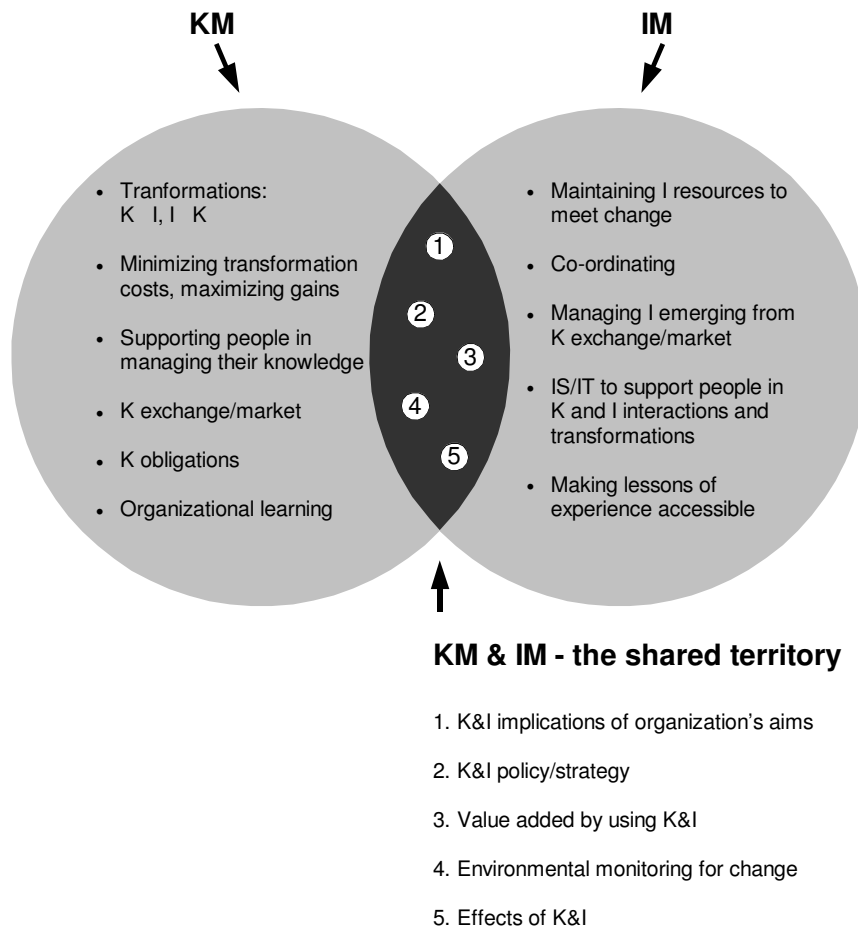 KM
IM
• Tranformations:
K I, I K
• Minimizing transformation
costs, maximizing gains
• Supporting people in
managing their knowledge
• K exchange/market
• K obligations
• Organizational learning
1
2
3
4
5
• Maintaining I resources to
meet change
• Co-ordinating
• Managing I emerging from
K exchange/market
• IS/IT to support people in
K and I interactions and
transformations
• Making lessons of
experience accessible
KM & IM - the shared territory
1. K&I implications of organization’s aims
2. K&I policy/strategy
3. Value added by using K&I
4. Environmental monitoring for change
5. Effects of K&I